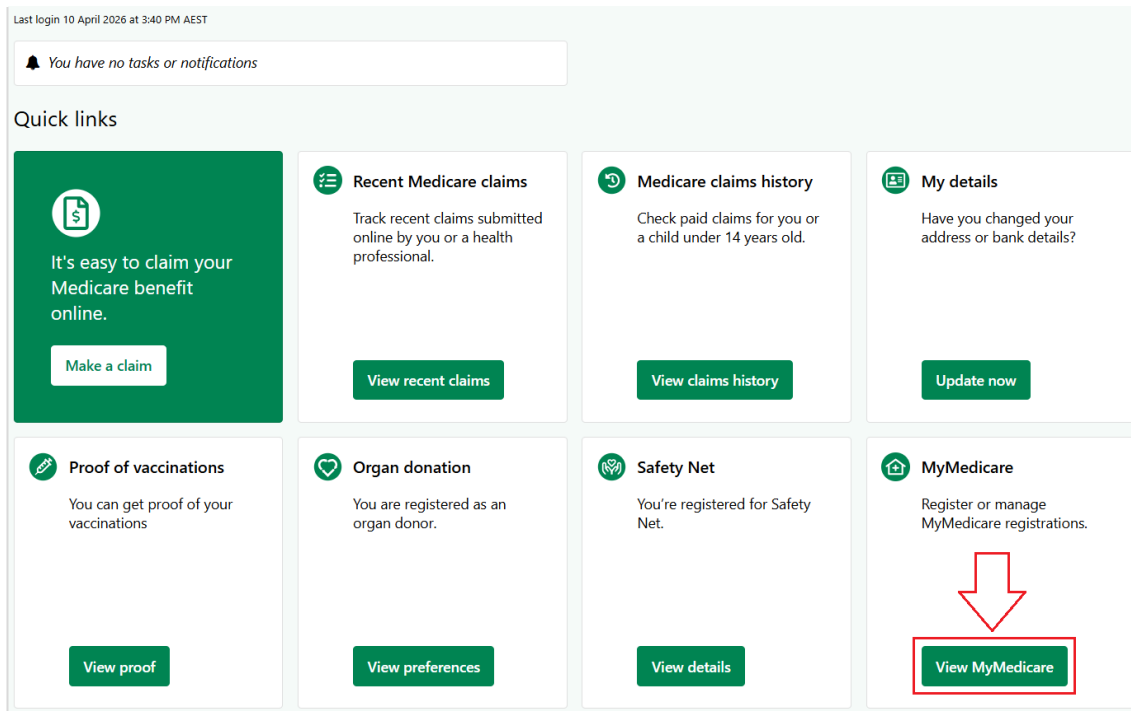 Last login 10 April 2026 at 3:40 PM AEST
You have no tasks or notifications
Quick links
It's easy to claim your
Medicare benefit
online.
Make a claim
Recent Medicare claims
Track recent claims submitted
online by you or a health
professional.
View recent claims
Medicare claims history
Check paid claims for you or
a child under 14 years old.
View claims history
My details
Have you changed your
address or bank details?
Update now
Proof of vaccinations
You can get proof of your
vaccinations
View proof
Organ donation
You are registered as an
organ donor.
View preferences
Safety Net
You're registered for Safety
Net.
View details
MyMedicare
Register or manage
MyMedicare registrations.
View MyMedicare